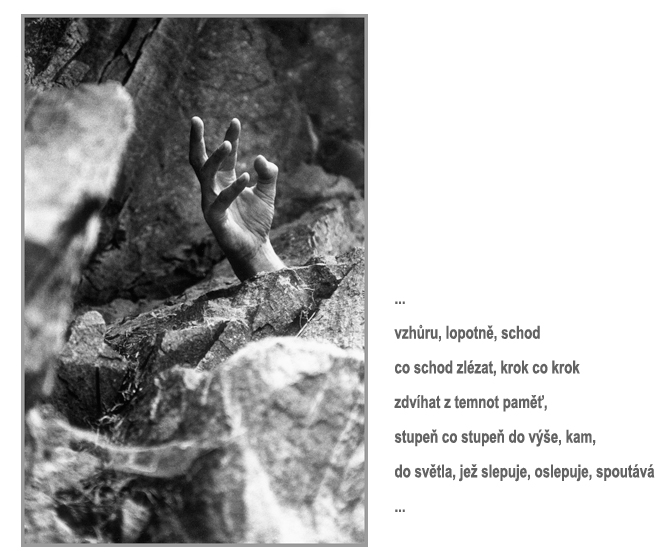 ...
vzhůru, lopotně, schod
co schod zlézat, krok co krok
zdvíhat z temnot paměť,
stupeň co stupeň do výše, kam,
do světla, jež slepuje, oslepuje, spoutává
...